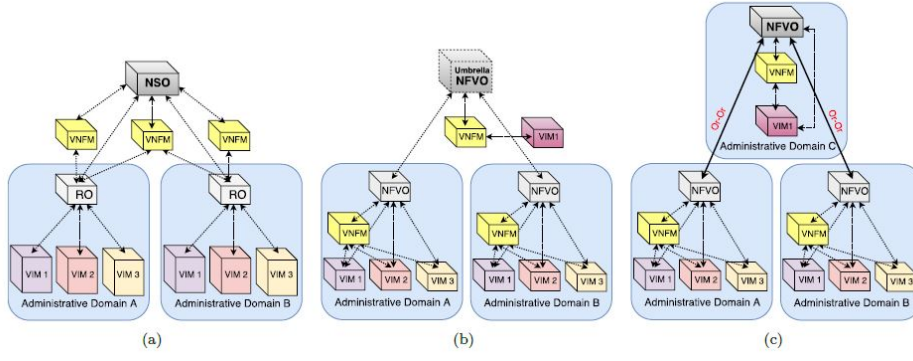 NSO
VNFM
VNFM
VNFM
RO
RO
VIM 1
VIM 2
VIM 3
VIM 1
VIM 2
VIM 3
Administrative Domain A
Administrative Domain B
(a)
Umbrella
NFVO
VNFM
VIM1
NFVO
NFVO
VNFM
VNFM
VIM 1
VIM 2
VIM 3
VIM 1
VIM 2
VIM 3
Administrative Domain A
Administrative Domain B
(b)
NFVO
VNFM
VIM1
Administrative Domain C
Or-Or
Or-Or
NFVO
NFVO
VNFM
VNFM
VIM 1
VIM 2
VIM 3
VIM 1
VIM 2
VIM 3
Administrative Domain A
Administrative Domain B
(c)